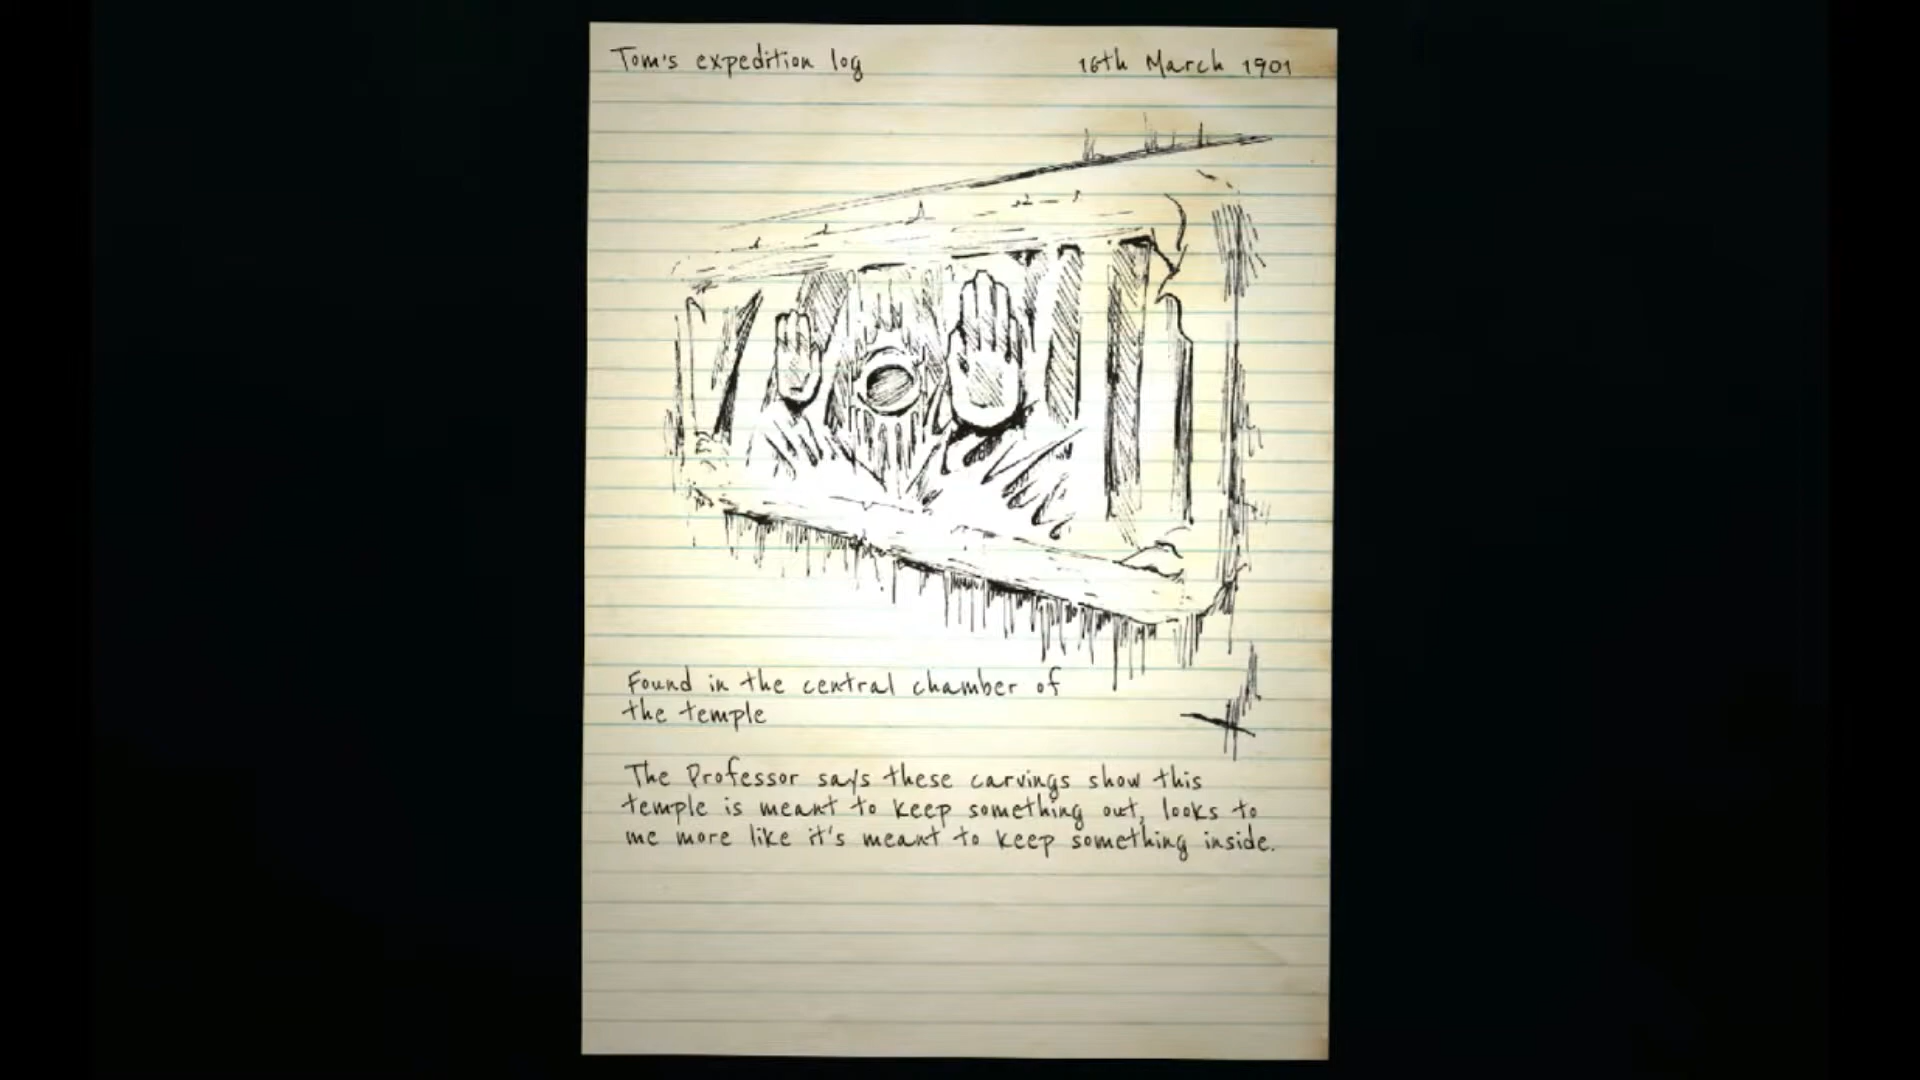 Tom's expedition log 16th March 1901
Found in the central chamber of
the temple
The Professor says these carvings show this
temple is meant to keep something out, looks to
me more like it's meant to keep something inside.